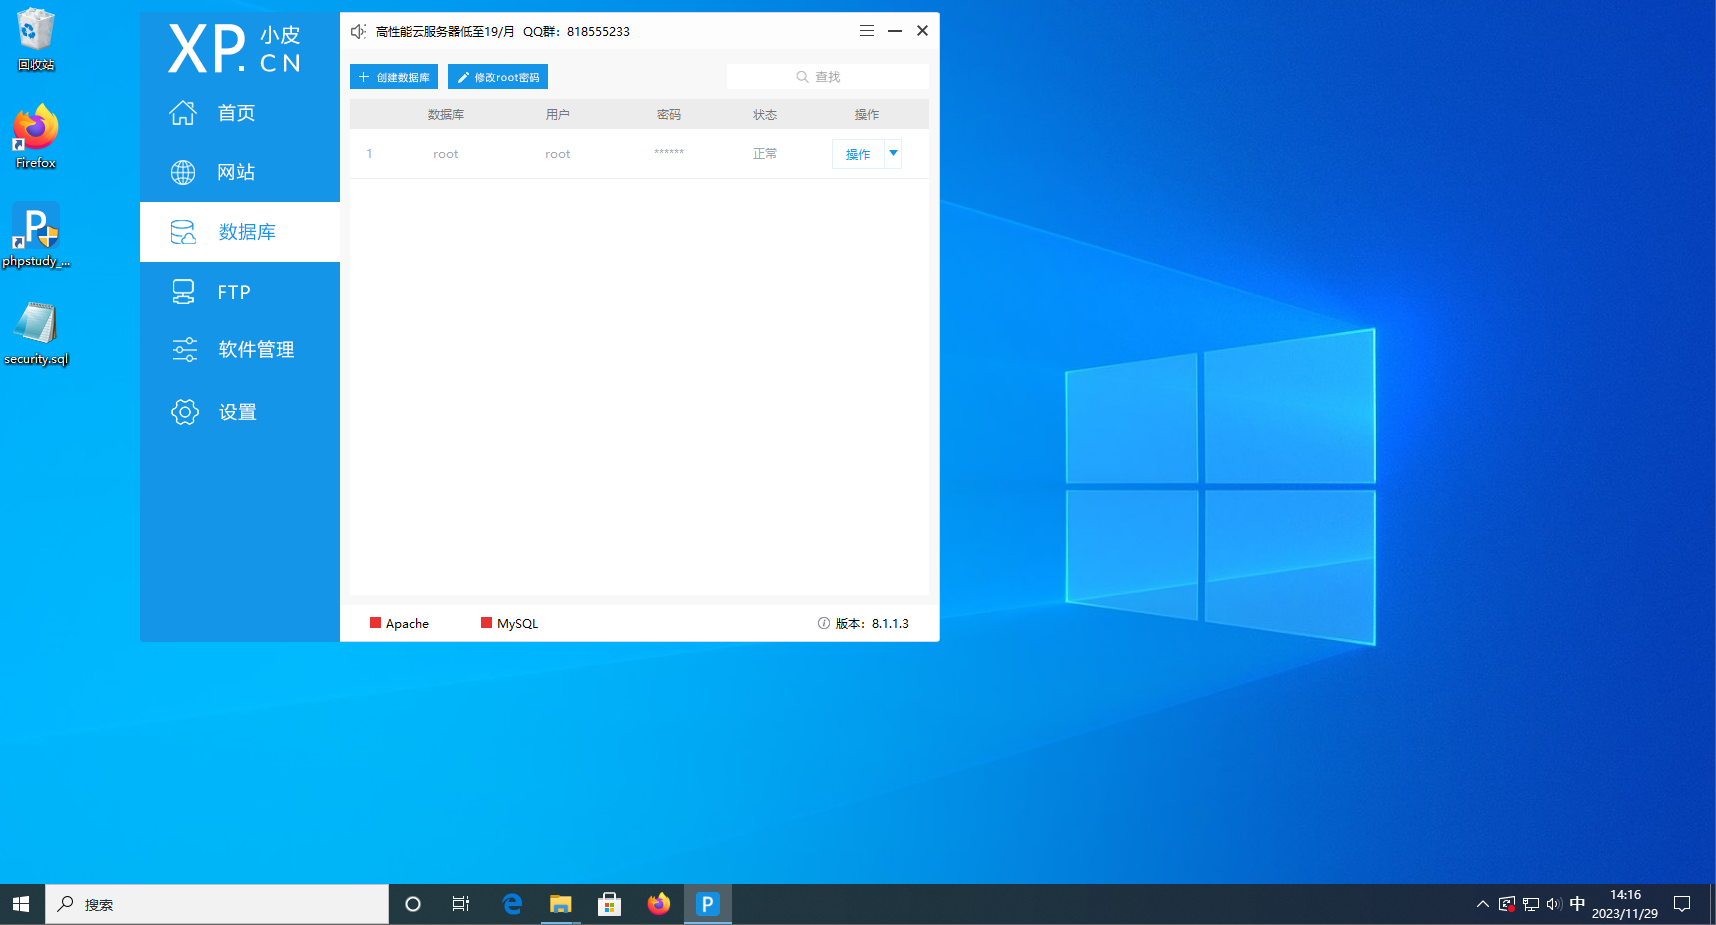 回收站
Firefox
phpstudy_...
security.sql
XP.小皮
CN
首页
网站
数据库
FTP
软件管理
设置
高性能云服务器低至19/月 QQ群：818555233
创建数据库 修改root密码 查找
数据库 用户 密码 状态 操作
1 root root ****** 正常 操作
Apache MySQL 版本：8.1.1.3
搜索
P
中
14:16
2023/11/29